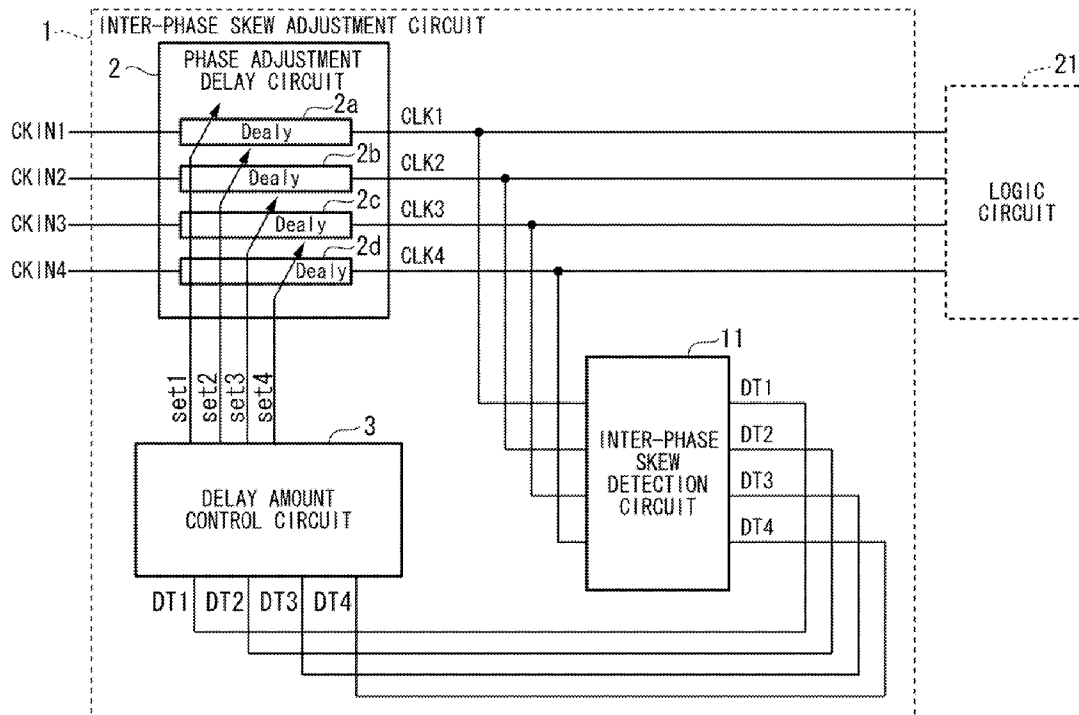 1
INTER-PHASE SKEW ADJUSTMENT CIRCUIT
2
PHASE ADJUSTMENT
DELAY CIRCUIT
21
2a
CKIN1
Dealy
CLK1
2b
CKIN2
Dealy
CLK2
2c
CKIN3
Dealy
CLK3
2d
CKIN4
Dealy
CLK4
LOGIC
CIRCUIT
set1
set2
set3
set4
11
INTER-PHASE
SKEW
DETECTION
CIRCUIT
DT1
DT2
DT3
DT4
3
DELAY AMOUNT
CONTROL CIRCUIT
DT1
DT2
DT3
DT4